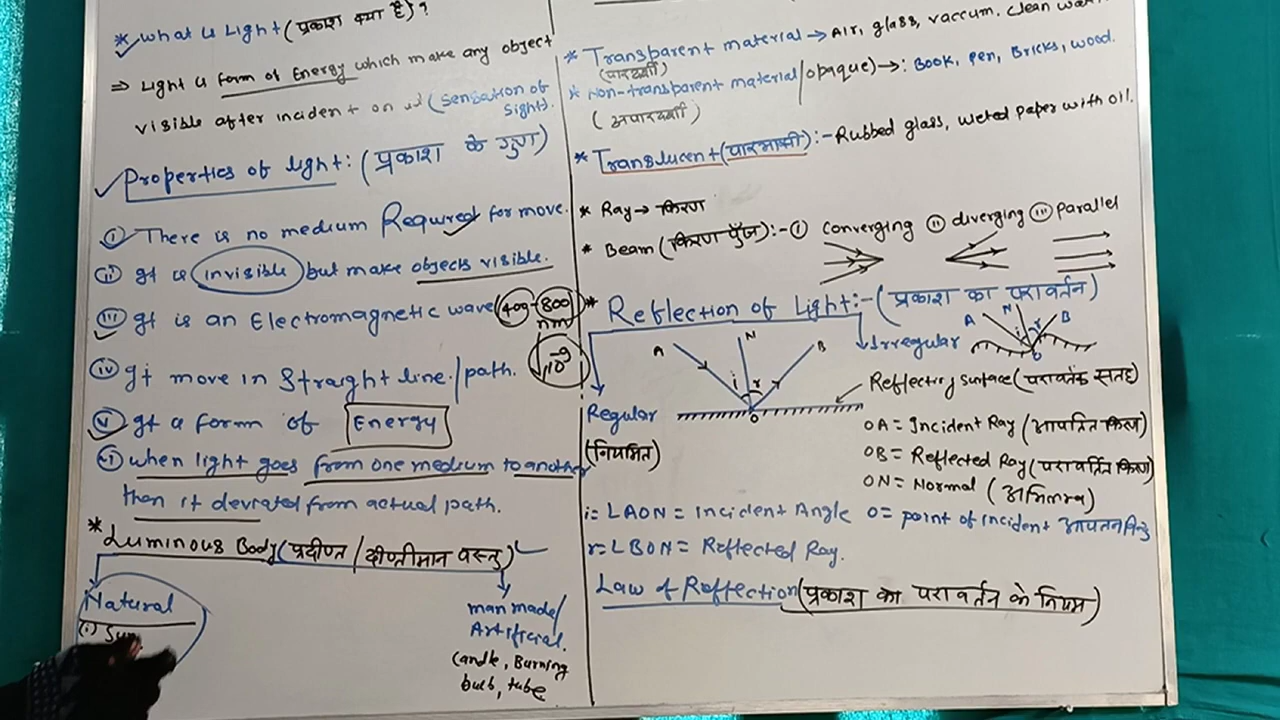 * What is Light (प्रकाश क्या है) ?
⇒ Light is form of Energy which make any object
visible after incident on it (sensation of
sight).
Properties of light: (प्रकाश के गुण)
(i) There is no medium Required for move.
(ii) It is invisible but make objects visible.
(iii) It is an Electromagnetic wave (400-800)
nm
10⁻⁹
(iv) It move in straight line/path.
(v) It a form of Energy
(vi) when light goes from one medium to another
then it deviated from actual path.
* Luminous Body (प्रदीप्त / दीप्तीमान वस्तु)
Natural
(i) Sun
man made/
Artificial.
Candle, Burning
bulb, tube
* Transparent material → Air, glass, vaccum, clean
(पारदर्शी)
* Non-transparent material/opaque) →: Book, pen, Bricks, wood.
(अपारदर्शी)
* Translucent (पारभासी) :- Rubbed glass, weted paper with oil.
* Ray → किरण
* Beam (किरण पुँज) :- (i) converging (ii) diverging (iii) parallel
* Reflection of Light :- (प्रकाश का परावर्तन)
A N B i r O
Irregular
A N B i r O
Reflecting surface (परावर्तक सतह)
Regular
(नियमित)
OA = Incident Ray (आपतित किरण)
OB = Reflected Ray (परावर्तित किरण)
ON = Normal (अभिलम्ब)
i = ∠AON = Incident Angle O = point of incident आपतन बिन्दु
r = ∠BON = Reflected Ray.
Law of Reflection (प्रकाश का परावर्तन के नियम)